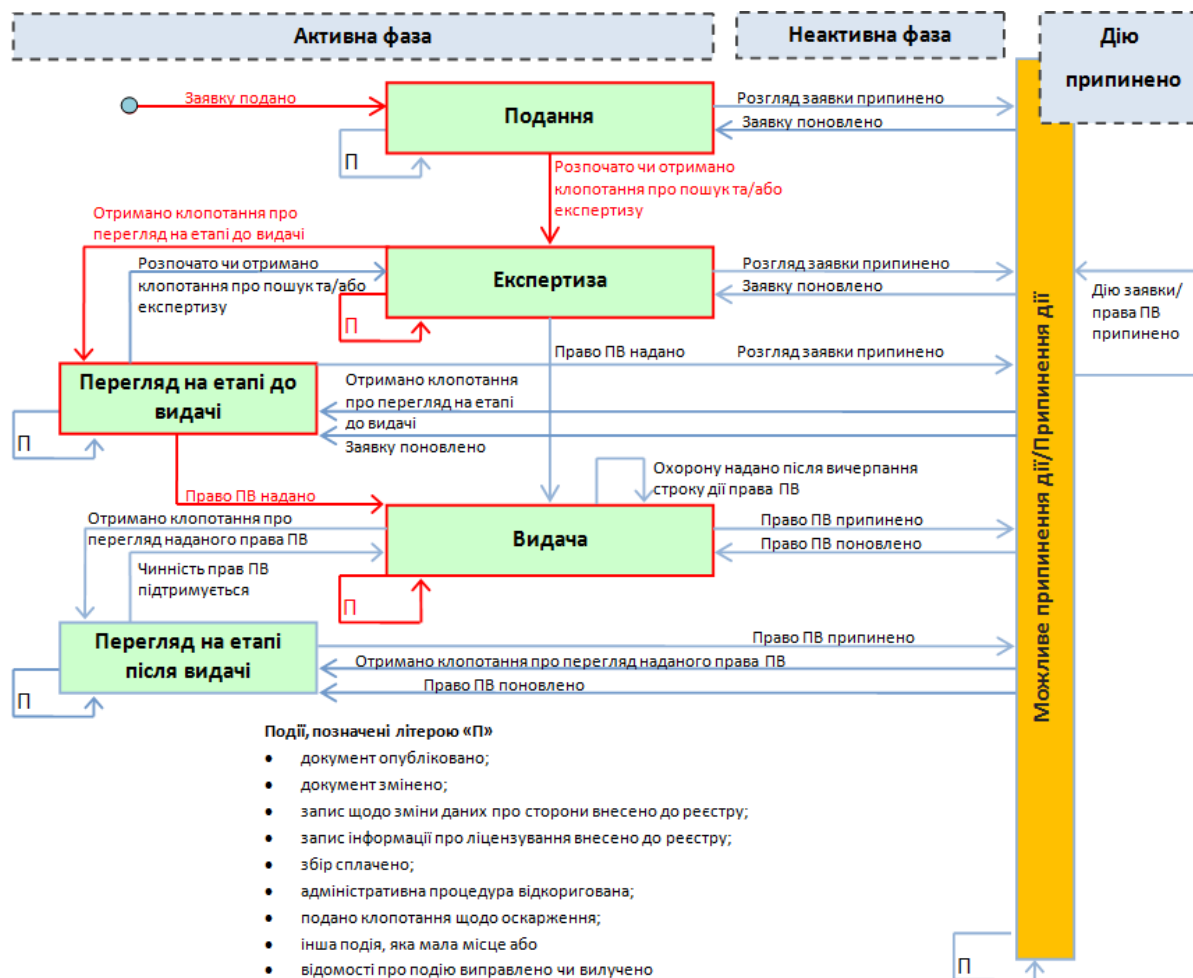 Активна фаза
Неактивна фаза
Дію
припинено
Заявку подано
Подання
Розгляд заявки припинено
Заявку поновлено
П
Розпочато чи отримано
клопотання про пошук та/або
експертизу
Отримано клопотання про
перегляд на етапі до видачі
Розпочато чи отримано
клопотання про пошук та/або
експертизу
Експертиза
Розгляд заявки припинено
Заявку поновлено
П
Дію заявки/
права ПВ
припинено
Право ПВ надано
Розгляд заявки припинено
Перегляд на етапі до
видачі
Отримано клопотання
про перегляд на етапі
до видачі
Заявку поновлено
П
Право ПВ надано
Охорону надано після вичерпання
строку дії права ПВ
Отримано клопотання про
перегляд наданого права ПВ
Видача
Право ПВ припинено
Право ПВ поновлено
Чинність прав ПВ
підтримується
П
Перегляд на етапі
після видачі
Право ПВ припинено
Отримано клопотання про перегляд наданого права ПВ
Право ПВ поновлено
П
Можливе припинення дії/Припинення дії
Події, позначені літерою «П»
• документ опубліковано;
• документ змінено;
• запис щодо зміни даних про сторони внесено до реєстру;
• запис інформації про ліцензування внесено до реєстру;
• збір сплачено;
• адміністративна процедура відкоригована;
• подано клопотання щодо оскарження;
• інша подія, яка мала місце або
• відомості про подію виправлено чи вилучено
П